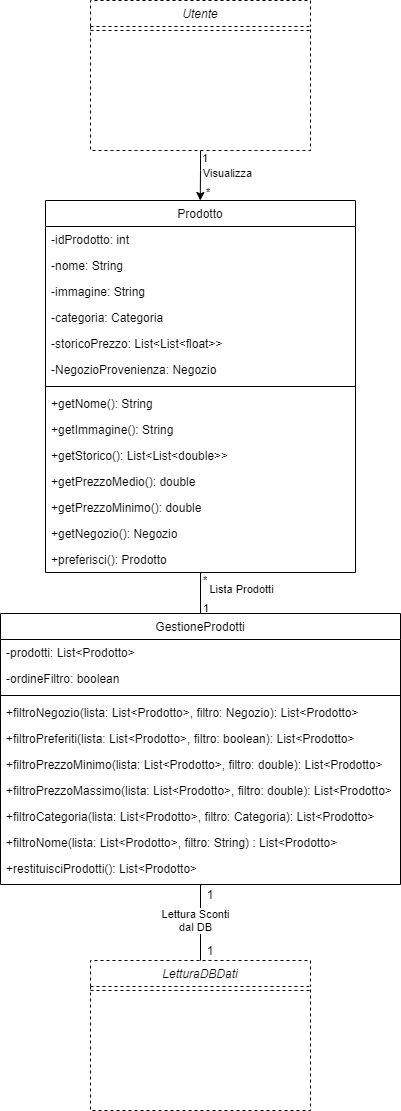 Utente
1
Visualizza
*
Prodotto
-idProdotto: int
-nome: String
-immagine: String
-categoria: Categoria
-storicoPrezzo: List<List<float>>
-NegozioProvenienza: Negozio
+getNome(): String
+getImmagine(): String
+getStorico(): List<List<double>>
+getPrezzoMedio(): double
+getPrezzoMinimo(): double
+getNegozio(): Negozio
+preferisci(): Prodotto
*
Lista Prodotti
1
GestioneProdotti
-prodotti: List<Prodotto>
-ordineFiltro: boolean
+filtroNegozio(lista: List<Prodotto>, filtro: Negozio): List<Prodotto>
+filtroPreferiti(lista: List<Prodotto>, filtro: boolean): List<Prodotto>
+filtroPrezzoMinimo(lista: List<Prodotto>, filtro: double): List<Prodotto>
+filtroPrezzoMassimo(lista: List<Prodotto>, filtro: double): List<Prodotto>
+filtroCategoria(lista: List<Prodotto>, filtro: Categoria): List<Prodotto>
+filtroNome(lista: List<Prodotto>, filtro: String) : List<Prodotto>
+restituisciProdotti(): List<Prodotto>
1
Lettura Sconti
dal DB
1
LetturaDBDati